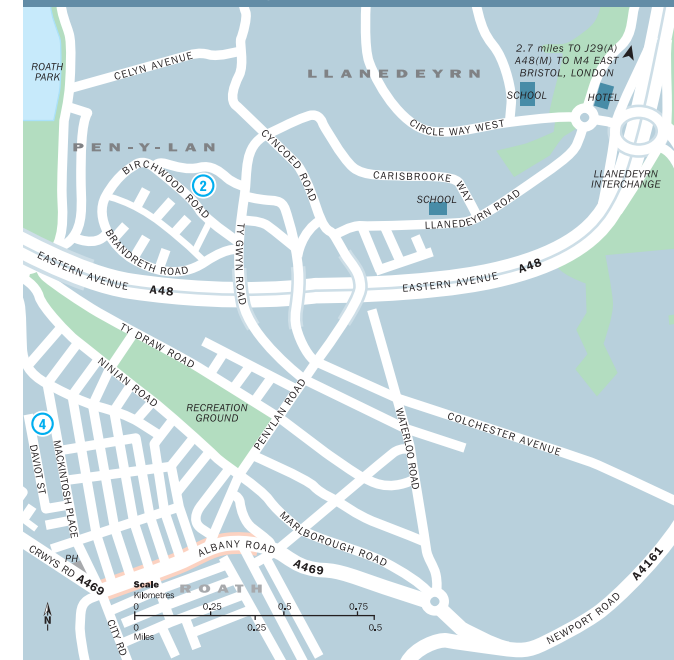 2.7 miles TO J29(A)
A48(M) TO M4 EAST
BRISTOL, LONDON
ROATH
PARK
CELYN AVENUE
LLANEDEYRN
SCHOOL
HOTEL
CIRCLE WAY WEST
PEN-Y-LAN
CYNCOED ROAD
BIRCHWOOD ROAD
2
CARISBROOKE WAY
LLANEDEYRN
INTERCHANGE
SCHOOL
LLANEDEYRN ROAD
BRANDRETH ROAD
TY GWYN ROAD
EASTERN AVENUE
A48
EASTERN AVENUE
A48
TY DRAW ROAD
NINIAN ROAD
RECREATION
GROUND
PENYLAN ROAD
WATERLOO ROAD
COLCHESTER AVENUE
4
DAVIOT ST
MACKINTOSH PLACE
MARLBOROUGH ROAD
ALBANY ROAD
A469
PH
CRWYS RD
A469
ROATH
A4161
NEWPORT ROAD
CITY RD
N
Scale
Kilometres
0
0.25
0.5
0.75
0
0.25
0.5
Miles